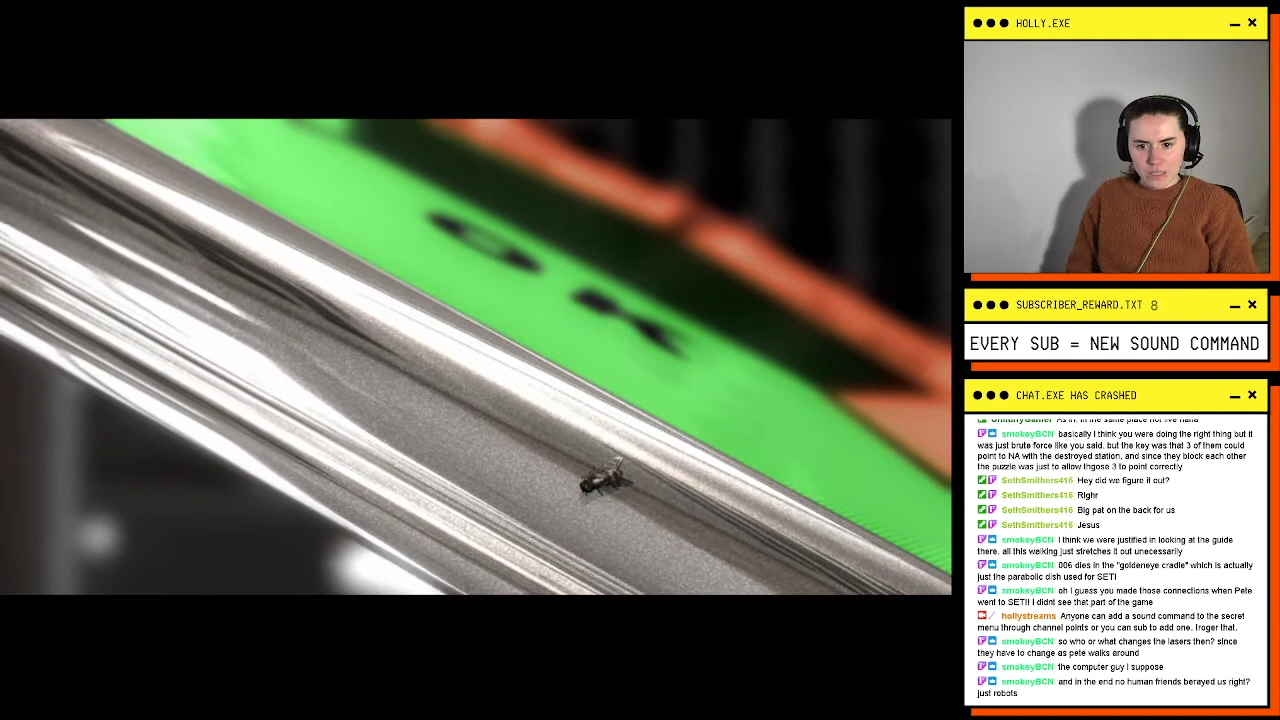 HOLLY.EXE
OK
SUBSCRIBER_REWARD.TXT 8
EVERY SUB = NEW SOUND COMMAND
CHAT.EXE HAS CRASHED
smokeyBCN basically I think you were doing the right thing but it
was just brute force like you said. but the key was that 3 of them could
point to NA with the destroyed station, and since they block each other
the puzzle was just to allow thgose 3 to point correctly
SethSmithers416 Hey did we figure it out?
SethSmithers416 RIghr
SethSmithers416 Big pat on the back for us
SethSmithers416 Jesus
smokeyBCN I think we were justified in looking at the guide
there. all this walking just stretches it out unecessarily
smokeyBCN 006 dies in the "goldeneye cradle" which is actually
just the parabolic dish used for SETI
smokeyBCN oh I guess you made those connections when Pete
went to SETI! I didnt see that part of the game
hollystreams Anyone can add a sound command to the secret
menu through channel points or you can sub to add one. !roger that.
smokeyBCN so who or what changes the lasers then? since
they have to change as pete walks around
smokeyBCN the computer guy I suppose
smokeyBCN and in the end no human friends berayed us right?
just robots